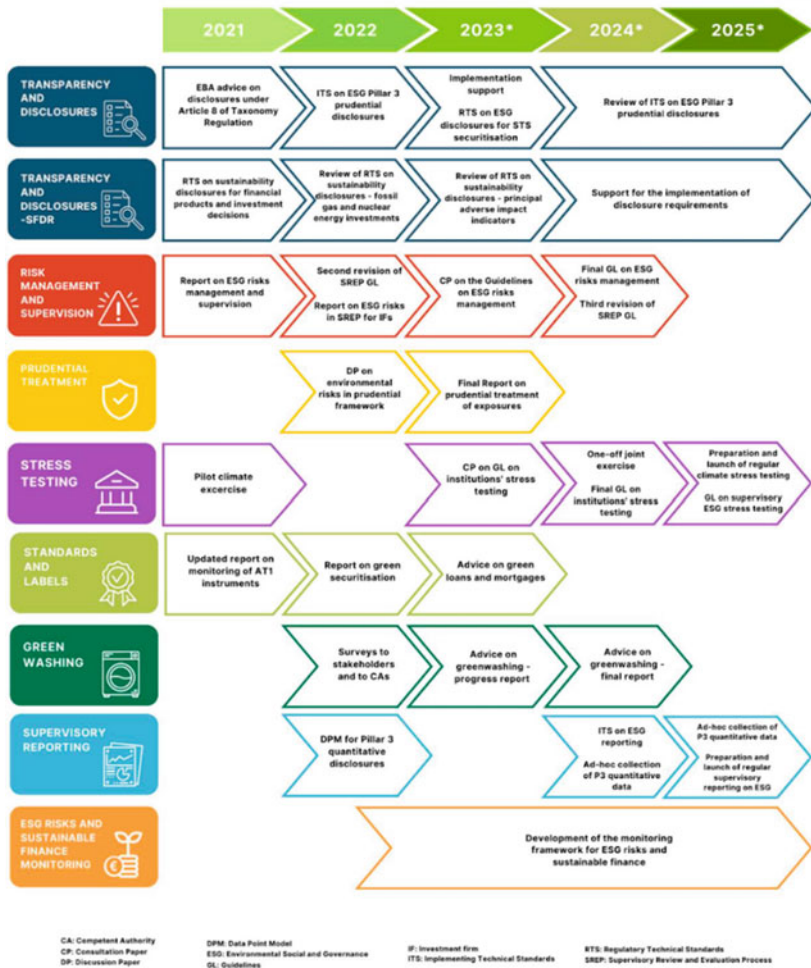 2021
2022
2023*
2024*
2025*
TRANSPARENCY
AND
DISCLOSURES
EBA advice on
disclosures under
Article 8 of Taxonomy
Regulation
ITS on ESG Pillar 3
prudential
disclosures
Implementation
support
RTS on ESG
disclosures for STS
securitisation
Review of ITS on ESG Pillar 3
prudential disclosures
TRANSPARENCY
AND
DISCLOSURES
-SFDR
RTS on sustainability
disclosures for financial
products and investment
decisions
Review of RTS on
sustainability
disclosures - fossil
gas and nuclear
energy investments
Review of RTS on
sustainability
disclosures - principal
adverse impact
indicators
Support for the implementation of
disclosure requirements
RISK
MANAGEMENT
AND
SUPERVISION
Report on ESG risks
management and
supervision
Second revision of
SREP GL
Report on ESG risks
in SREP for IFs
CP on the Guidelines
on ESG risks
management
Final GL on ESG
risks management
Third revision of
SREP GL
PRUDENTIAL
TREATMENT
DP on
environmental
risks in prudential
framework
Final Report on
prudential treatment
of exposures
STRESS
TESTING
Pilot climate
excercise
CP on GL on
institutions' stress
testing
One-off joint
exercise
Final GL on
institutions' stress
testing
Preparation and
launch of regular
climate stress testing
GL on supervisory
ESG stress testing
STANDARDS
AND
LABELS
Updated report on
monitoring of AT1
instruments
Report on green
securitisation
Advice on green
loans and mortgages
GREEN
WASHING
Surveys to
stakeholders
and to CAs
Advice on
greenwashing -
progress report
Advice on
greenwashing -
final report
SUPERVISORY
REPORTING
DPM for Pillar 3
quantitative
disclosures
ITS on ESG
reporting
Ad-hoc collection
of P3 quantitative
data
Ad-hoc collection of
P3 quantitative data
Preparation and
launch of regular
supervisory
reporting on ESG
ESG RISKS AND
SUSTAINABLE
FINANCE
MONITORING
Development of the monitoring
framework for ESG risks and
sustainable finance
CA: Competent Authority
CP: Consultation Paper
DP: Discussion Paper
DPM: Data Point Model
ESG: Environmental Social and Governance
GL: Guidelines
IF: Investment firm
ITS: Implementing Technical Standards
RTS: Regulatory Technical Standards
SREP: Supervisory Review and Evaluation Process